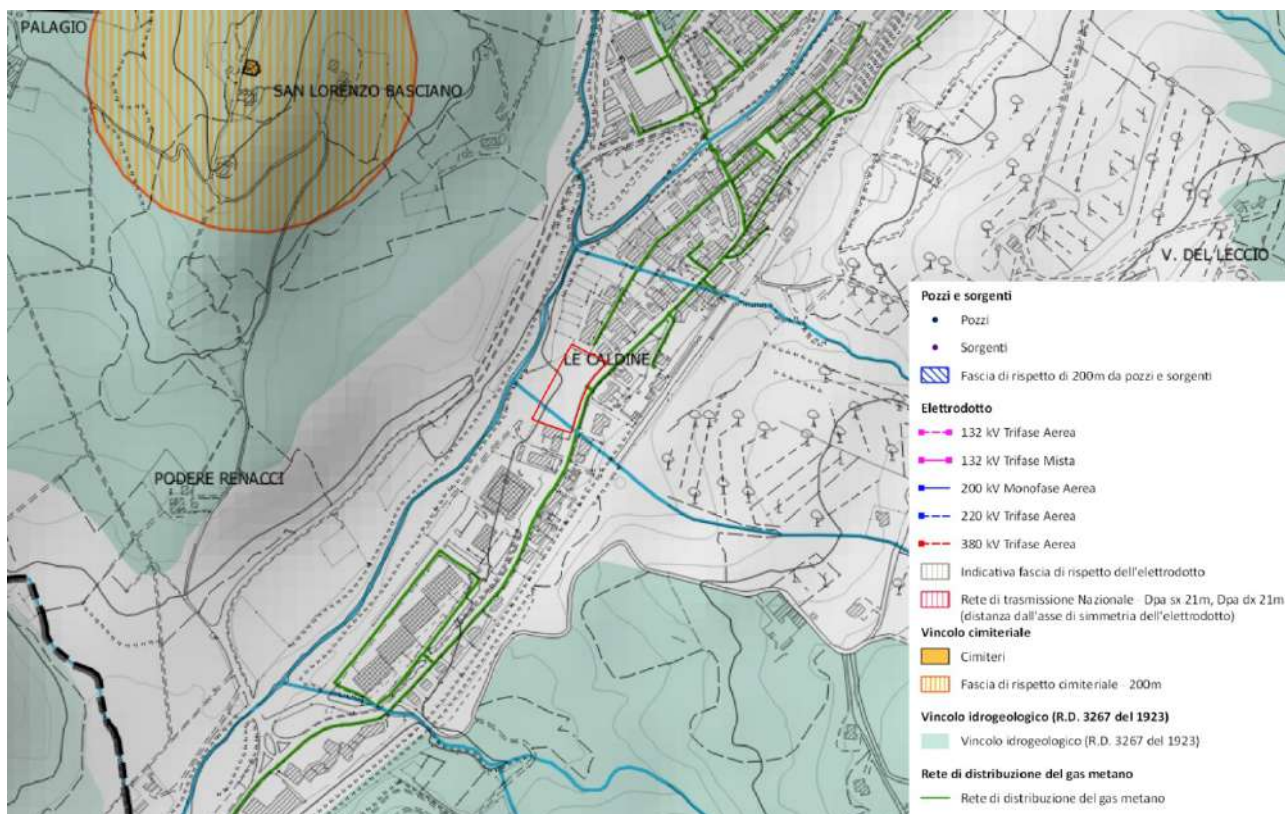 PALAGIO
SAN LORENZO BASCIANO
V. DEL LECCIO
LE CALDINE
PODERE RENACCI
Pozzi e sorgenti
Pozzi
Sorgenti
Fascia di rispetto di 200m da pozzi e sorgenti
Elettrodotto
132 kV Trifase Aerea
132 kV Trifase Mista
200 kV Monofase Aerea
220 kV Trifase Aerea
380 kV Trifase Aerea
Indicativa fascia di rispetto dell'elettrodotto
Rete di trasmissione Nazionale - Dpa sx 21m, Dpa dx 21m
(distanza dall'asse di simmetria dell'elettrodotto)
Vincolo cimiteriale
Cimiteri
Fascia di rispetto cimiteriale - 200m
Vincolo idrogeologico (R.D. 3267 del 1923)
Vincolo idrogeologico (R.D. 3267 del 1923)
Rete di distribuzione del gas metano
Rete di distribuzione del gas metano